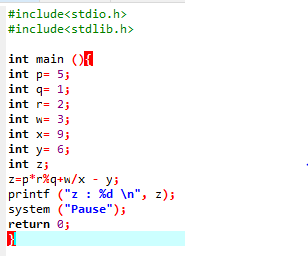 #include<stdio.h>
#include<stdlib.h>
int main (){
int p= 5;
int q= 1;
int r= 2;
int w= 3;
int x= 9;
int y= 6;
int z;
z=p*r%q+w/x - y;
printf ("z : %d \n", z);
system ("Pause");
return 0;
}